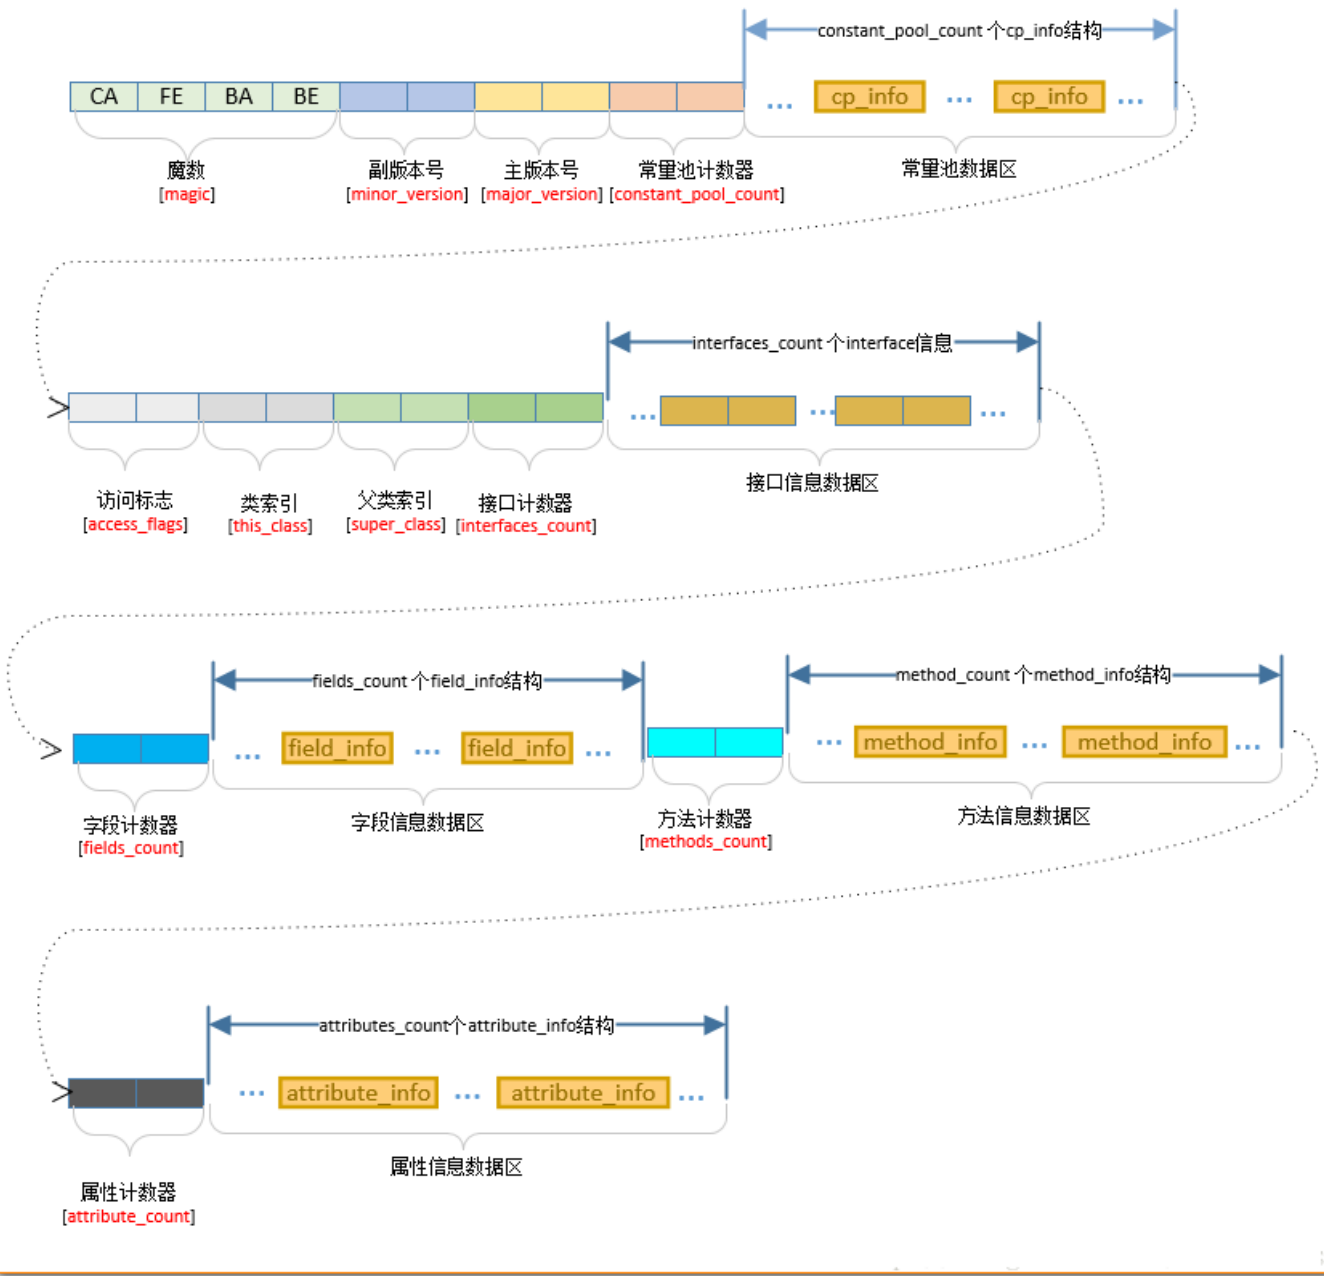 constant_pool_count 个cp_info结构
CA FE BA BE ... cp_info ... cp_info ...
魔数 副版本号 主版本号 常量池计数器 常量池数据区
[magic] [minor_version] [major_version] [constant_pool_count]
interfaces_count 个interface信息
... ... ...
接口信息数据区
访问标志 类索引 父类索引 接口计数器
[access_flags] [this_class] [super_class] [interfaces_count]
fields_count 个field_info结构 method_count 个method_info结构
... field_info ... field_info ... ... method_info ... method_info ...
字段计数器 字段信息数据区 方法计数器 方法信息数据区
[fields_count] [methods_count]
attributes_count个attribute_info结构
... attribute_info ... attribute_info ...
属性信息数据区
属性计数器
[attribute_count]